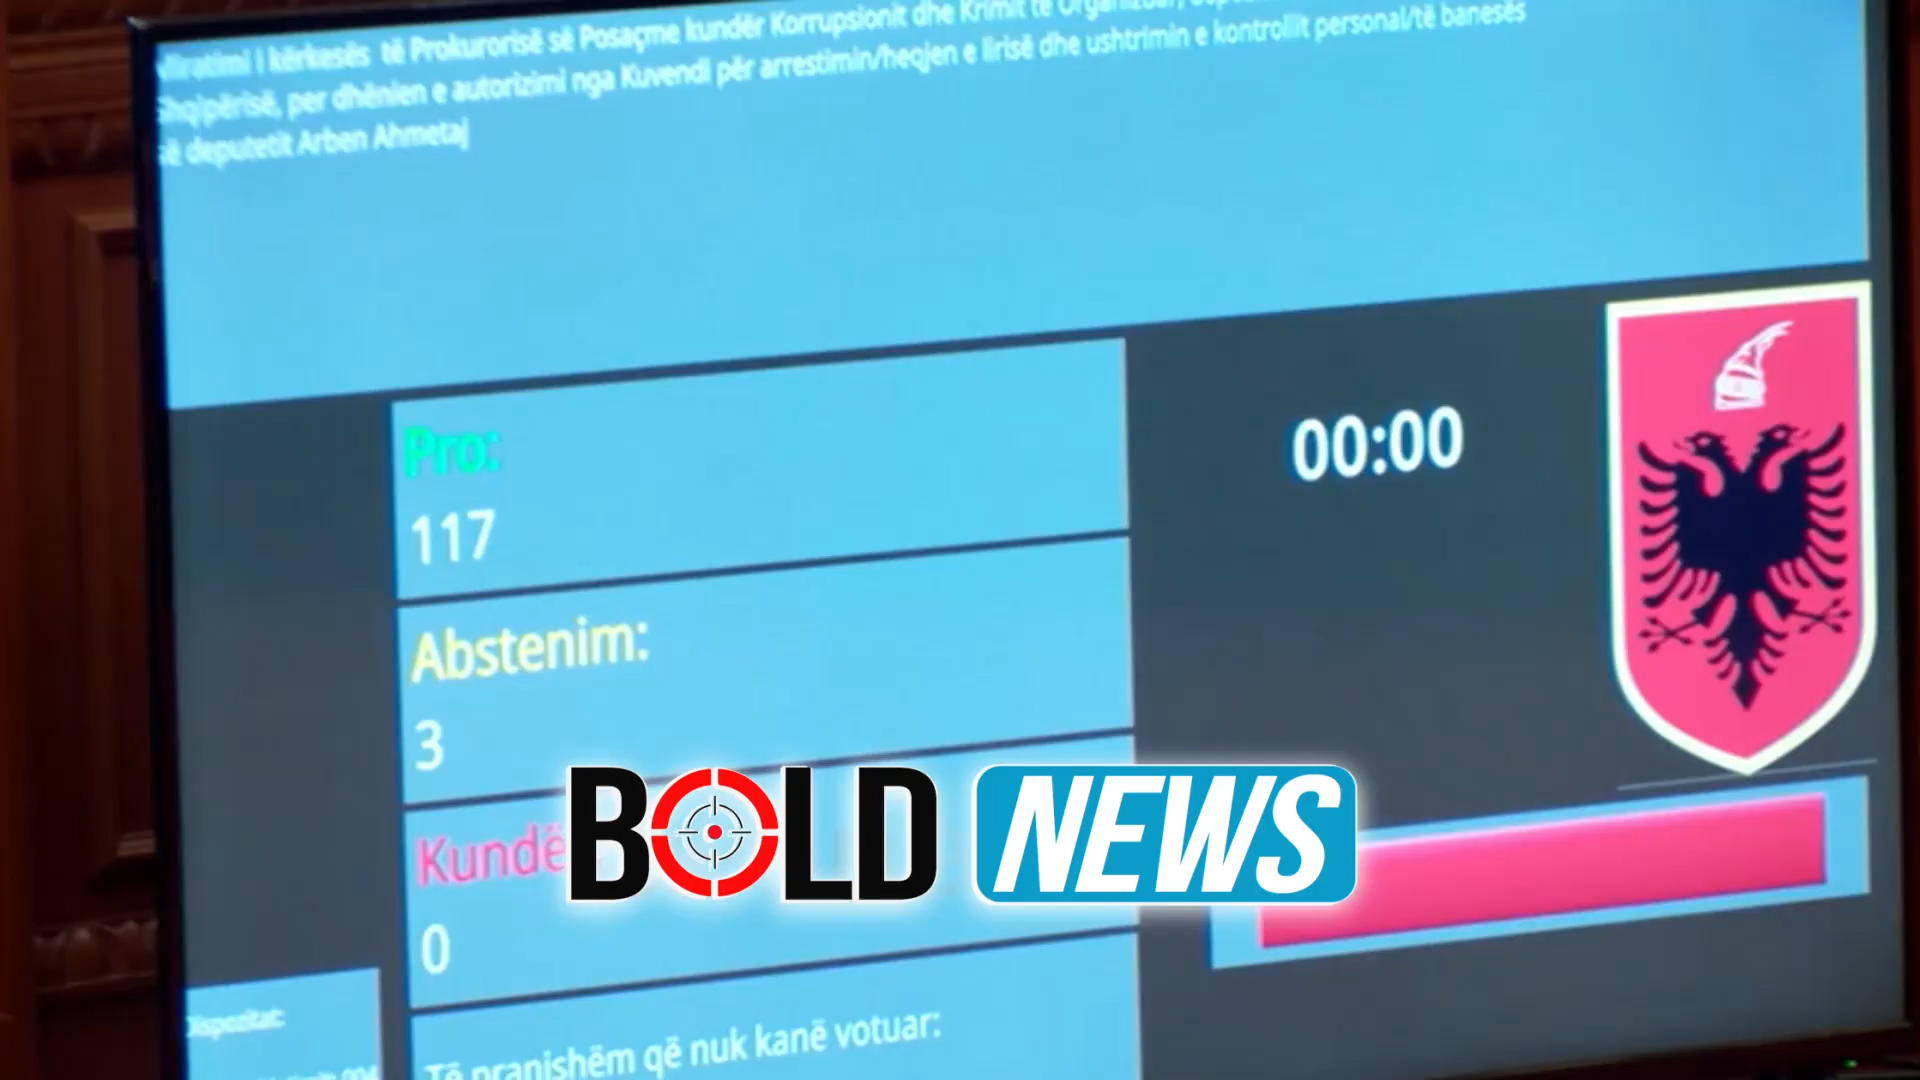 kërkesës të Prokurorisë së Posaçme kundër Korrupsionit dhe Krimit të Organizuar,
Shqipërisë, per dhënien e autorizimi nga Kuvendi për arrestimin/heqjen e lirisë dhe ushtrimin e kontrollit personal/të banesës
së deputetit Arben Ahmetaj
Pro:
117
00:00
Abstenim:
3
BOLD NEWS
Kundë
0
Dispozitat:
Të pranishëm që nuk kanë votuar: